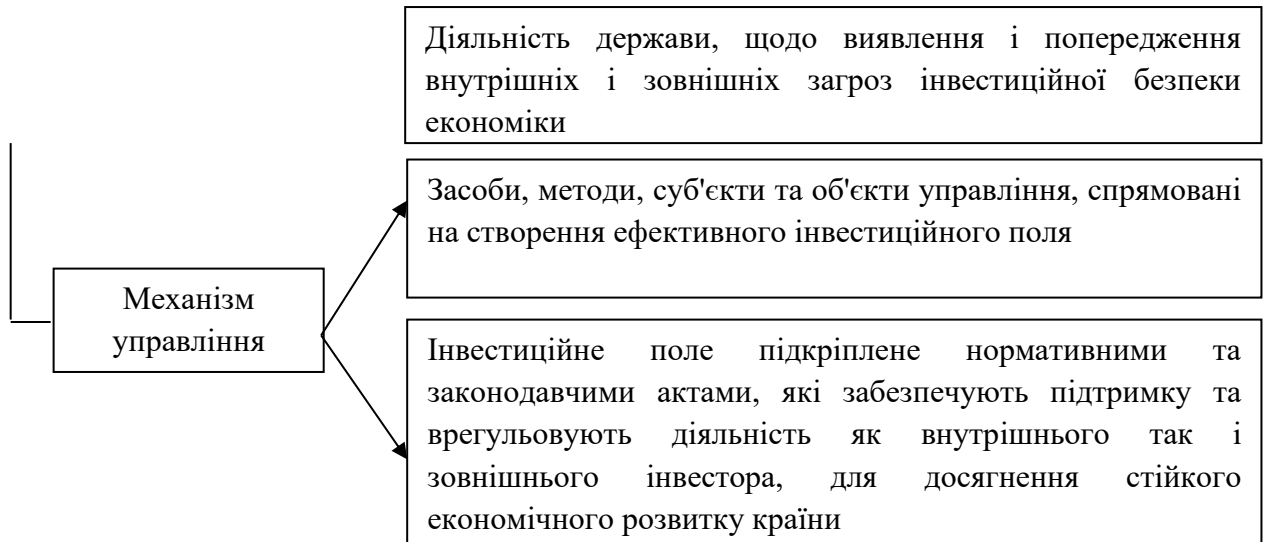 Діяльність держави, щодо виявлення і попередження
внутрішніх і зовнішніх загроз інвестиційної безпеки
економіки
Засоби, методи, суб'єкти та об'єкти управління, спрямовані
на створення ефективного інвестиційного поля
Механізм
управління
Інвестиційне поле підкріплене нормативними та
законодавчими актами, які забезпечують підтримку та
врегульовують діяльність як внутрішнього так і
зовнішнього інвестора, для досягнення стійкого
економічного розвитку країни